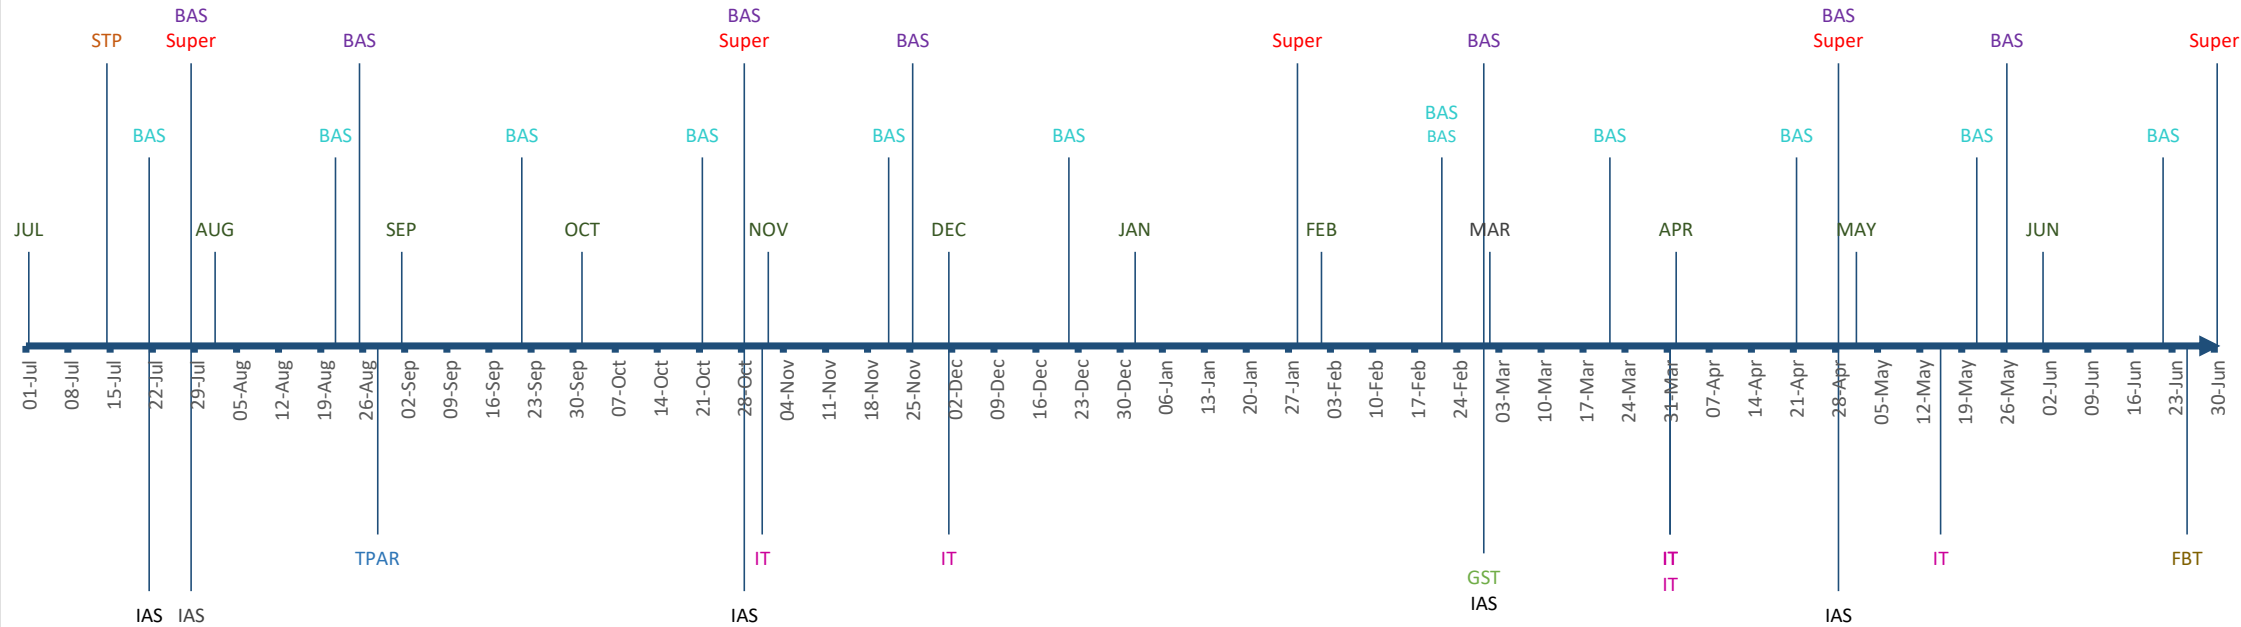 BAS BAS BAS
STP Super BAS Super BAS Super BAS Super BAS Super
BAS
BAS BAS BAS BAS BAS BAS BAS BAS BAS BAS BAS
JUL AUG SEP OCT NOV DEC JAN FEB MAR APR MAY JUN
01-Jul 08-Jul 15-Jul 22-Jul 29-Jul 05-Aug 12-Aug 19-Aug 26-Aug 02-Sep 09-Sep 16-Sep 23-Sep 30-Sep 07-Oct 14-Oct 21-Oct 28-Oct 04-Nov 11-Nov 18-Nov 25-Nov 02-Dec 09-Dec 16-Dec 23-Dec 30-Dec 06-Jan 13-Jan 20-Jan 27-Jan 03-Feb 10-Feb 17-Feb 24-Feb 03-Mar 10-Mar 17-Mar 24-Mar 31-Mar 07-Apr 14-Apr 21-Apr 28-Apr 05-May 12-May 19-May 26-May 02-Jun 09-Jun 16-Jun 23-Jun 30-Jun
TPAR IT IT IT IT FBT
GST IT
IAS IAS IAS IAS IAS